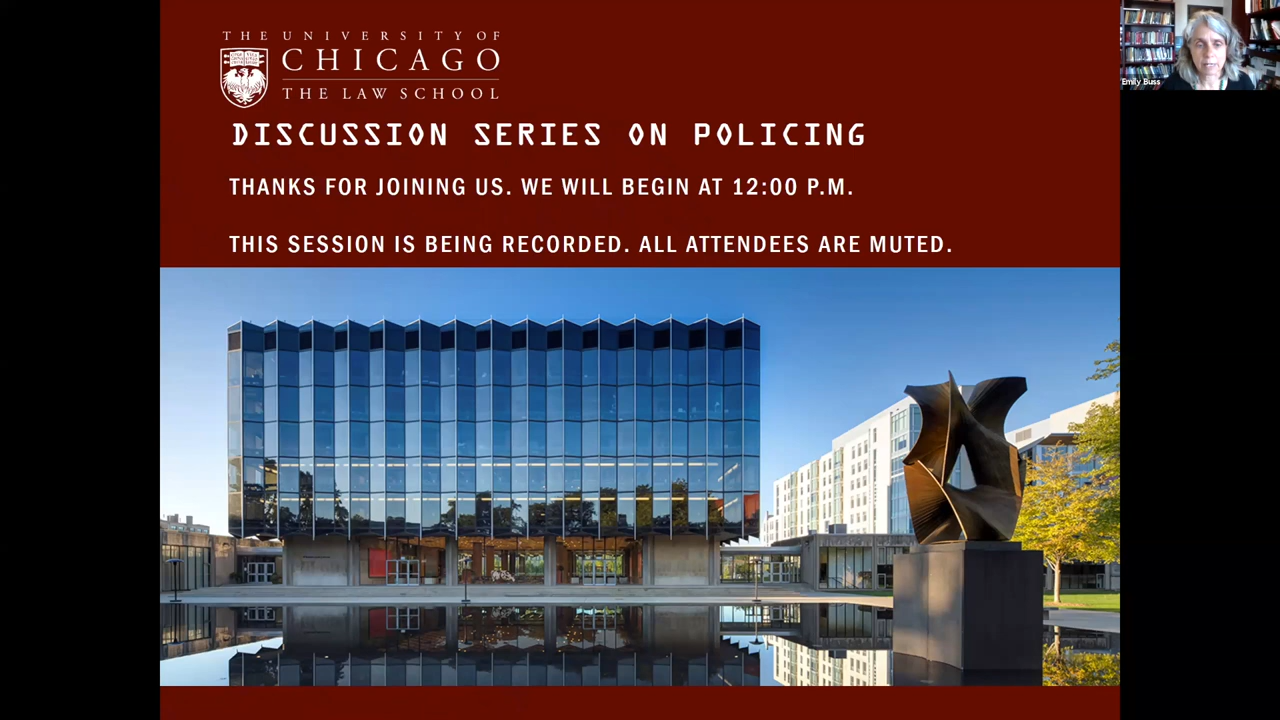 THE UNIVERSITY OF
CHICAGO
THE LAW SCHOOL
DISCUSSION SERIES ON POLICING
THANKS FOR JOINING US. WE WILL BEGIN AT 12:00 P.M.
THIS SESSION IS BEING RECORDED. ALL ATTENDEES ARE MUTED.
Emily Buss